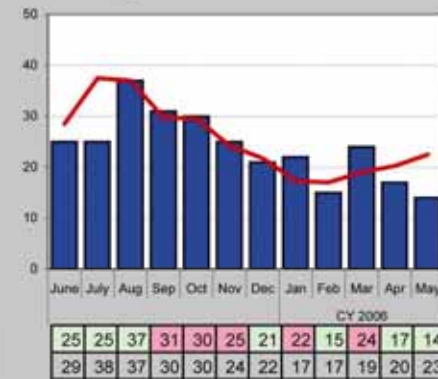 50
40
30
20
10
0
June July Aug Sep Oct Nov Dec Jan Feb Mar Apr May
CY 2006
25 25 37 31 30 25 21 22 15 24 17 14
29 38 37 30 30 24 22 17 17 19 20 23